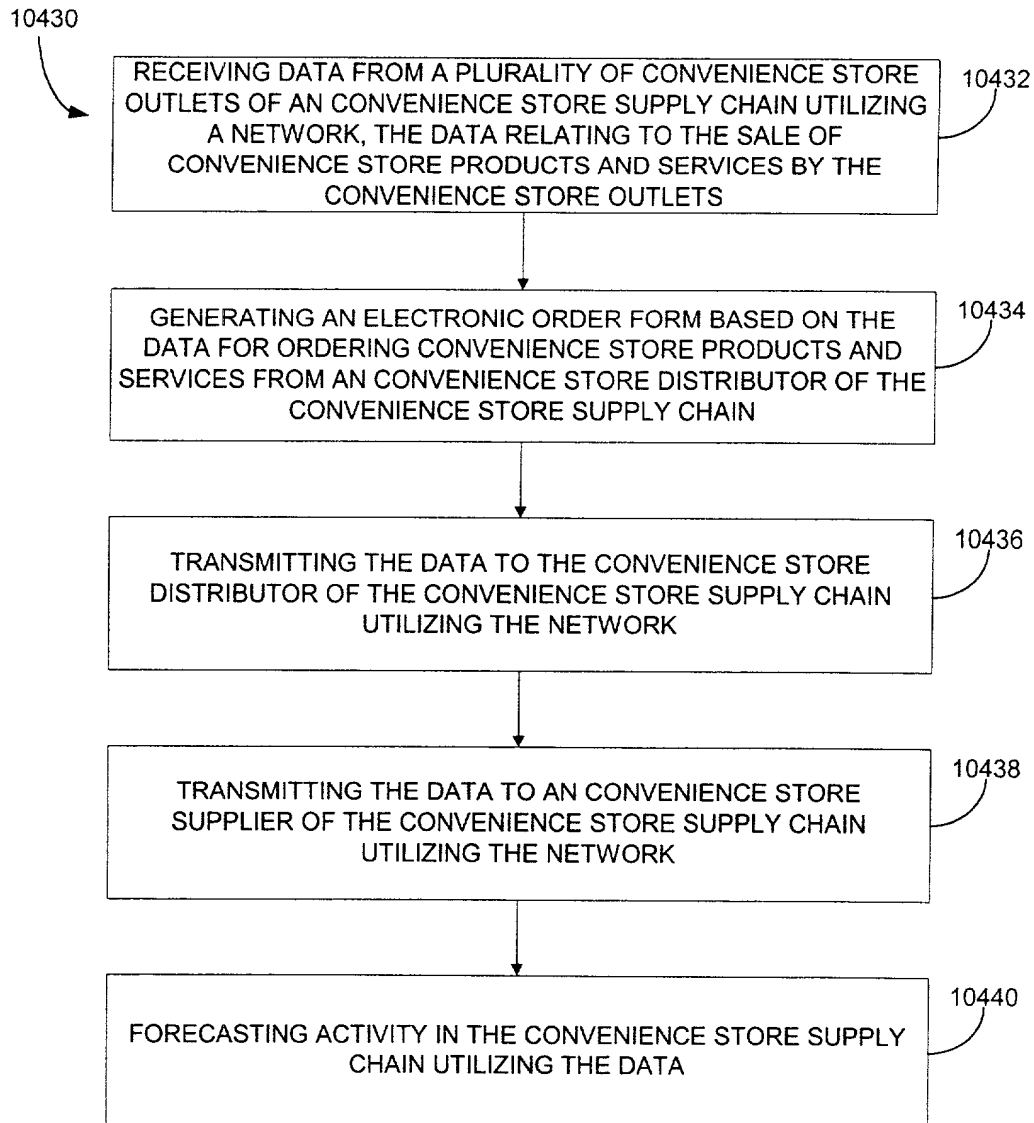 10430
RECEIVING DATA FROM A PLURALITY OF CONVENIENCE STORE
OUTLETS OF AN CONVENIENCE STORE SUPPLY CHAIN UTILIZING
A NETWORK, THE DATA RELATING TO THE SALE OF
CONVENIENCE STORE PRODUCTS AND SERVICES BY THE
CONVENIENCE STORE OUTLETS
10432
GENERATING AN ELECTRONIC ORDER FORM BASED ON THE
DATA FOR ORDERING CONVENIENCE STORE PRODUCTS AND
SERVICES FROM AN CONVENIENCE STORE DISTRIBUTOR OF THE
CONVENIENCE STORE SUPPLY CHAIN
10434
TRANSMITTING THE DATA TO THE CONVENIENCE STORE
DISTRIBUTOR OF THE CONVENIENCE STORE SUPPLY CHAIN
UTILIZING THE NETWORK
10436
TRANSMITTING THE DATA TO AN CONVENIENCE STORE
SUPPLIER OF THE CONVENIENCE STORE SUPPLY CHAIN
UTILIZING THE NETWORK
10438
FORECASTING ACTIVITY IN THE CONVENIENCE STORE SUPPLY
CHAIN UTILIZING THE DATA
10440